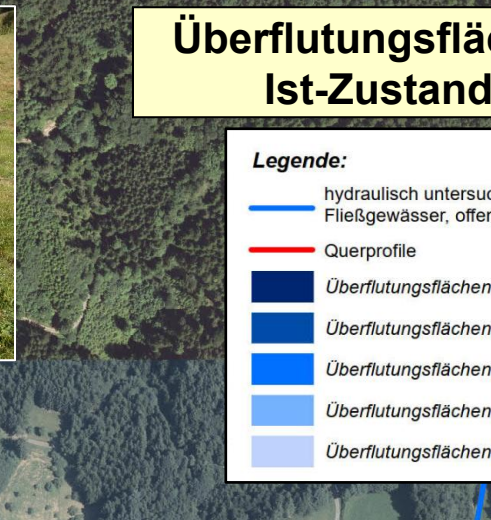 Überflutungsfläc
Ist-Zustand
Legende:
hydraulisch untersuc
Fließgewässer, offen
Querprofile
Überflutungsflächen
Überflutungsflächen
Überflutungsflächen
Überflutungsflächen
Überflutungsflächen